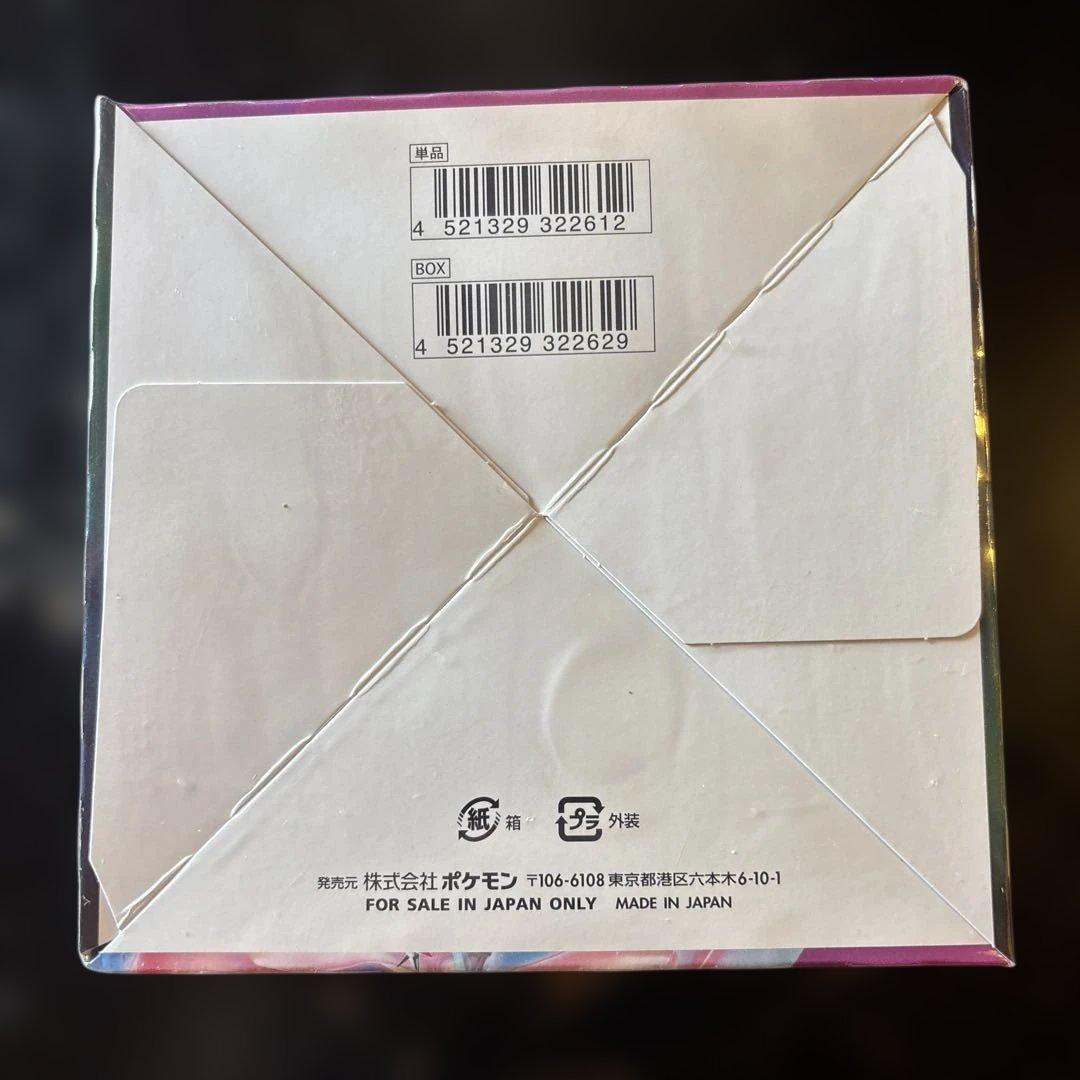 単品
4 521329 322612
BOX
4 521329 322629
紙 箱 プラ 外装
発売元 株式会社ポケモン 〒106-6108 東京都港区六本木6-10-1
FOR SALE IN JAPAN ONLY MADE IN JAPAN